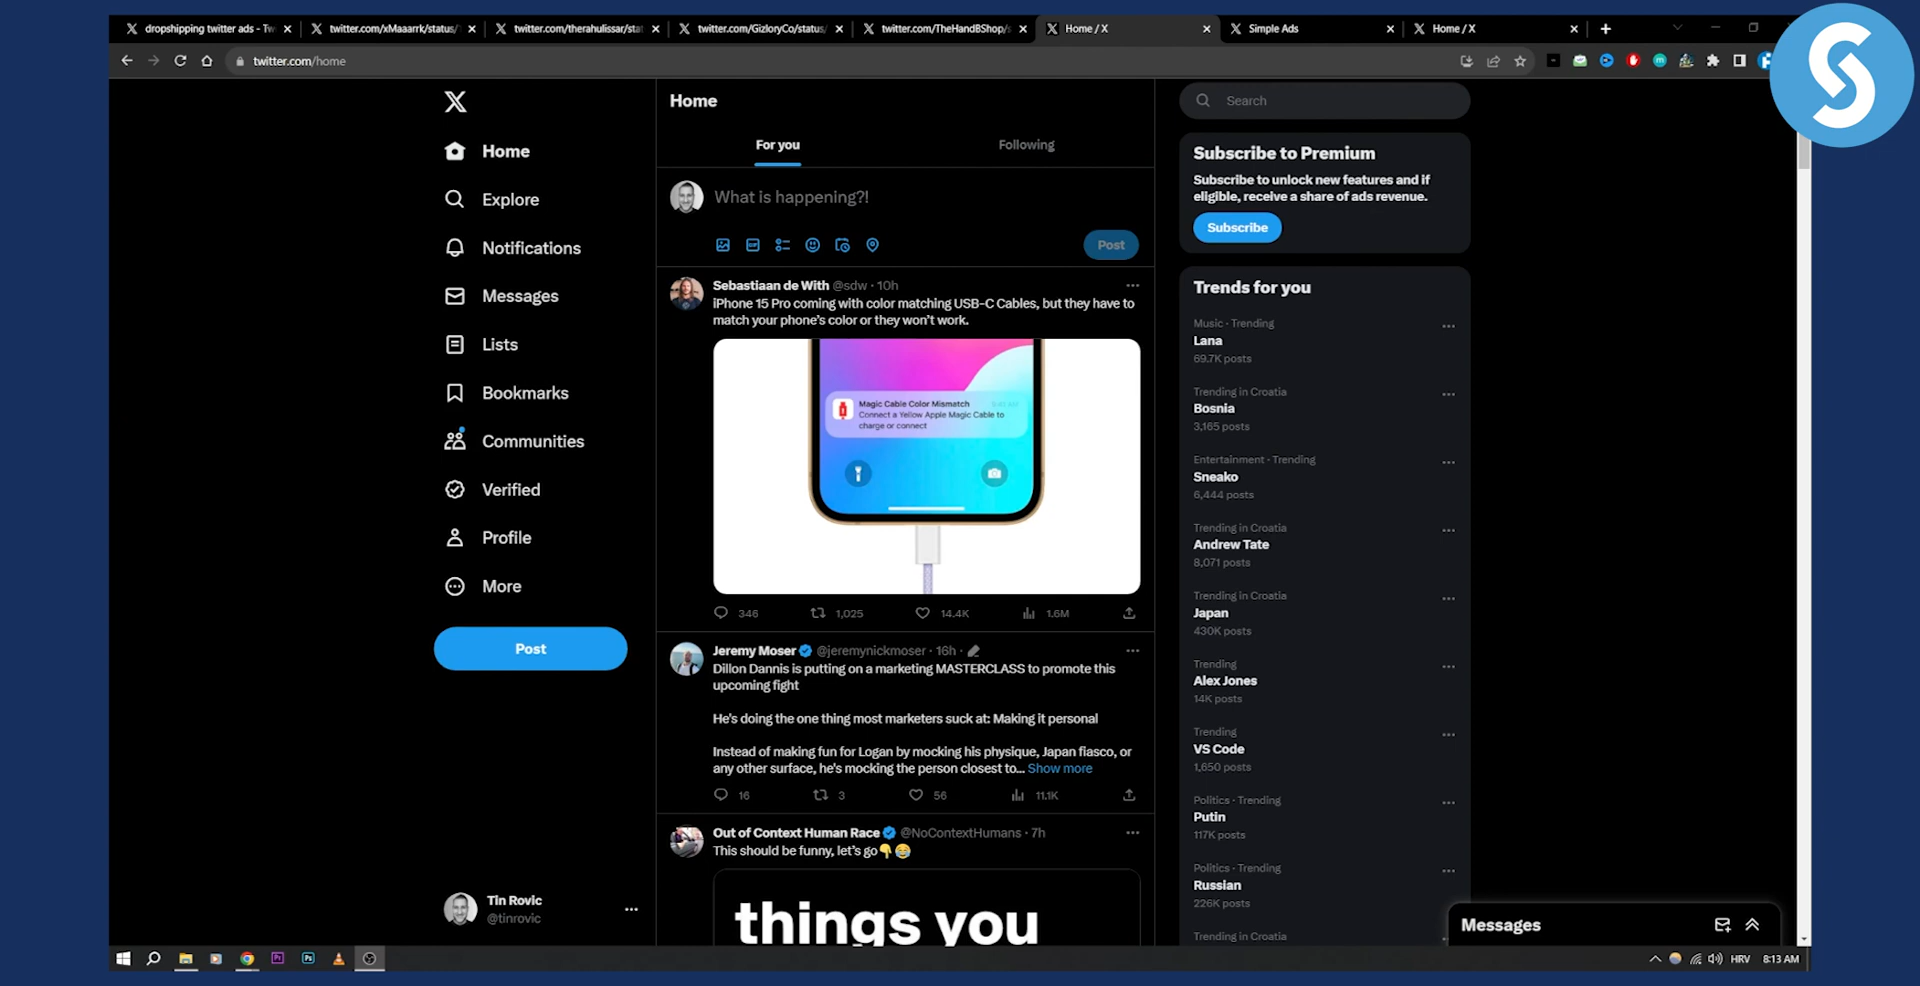 dropshipping twitter ads - Tw
twitter.com/xMaaarrk/status/
twitter.com/therahulissar/stat
twitter.com/GizloryCo/status/
twitter.com/TheHandBShop/s
Home / X
Simple Ads
Home / X
twitter.com/home
Home
Explore
Notifications
Messages
Lists
Bookmarks
Communities
Verified
Profile
More
Post
Tin Rovic
@tinrovic
Home
For you
Following
What is happening?!
Post
Sebastiaan de With @sdw · 10h
iPhone 15 Pro coming with color matching USB-C Cables, but they have to
match your phone's color or they won't work.
Magic Cable Color Mismatch
Connect a Yellow Apple Magic Cable to
charge or connect
346 1,025 14.4K 1.6M
Jeremy Moser @jeremynickmoser · 16h ·
Dillon Dannis is putting on a marketing MASTERCLASS to promote this
upcoming fight
He's doing the one thing most marketers suck at: Making it personal
Instead of making fun for Logan by mocking his physique, Japan fiasco, or
any other surface, he's mocking the person closest to... Show more
16 3 56 11.1K
Out of Context Human Race @NoContextHumans · 7h
This should be funny, let's go👇😂
things you
Search
Subscribe to Premium
Subscribe to unlock new features and if
eligible, receive a share of ads revenue.
Subscribe
Trends for you
Music · Trending
Lana
69.7K posts
Trending in Croatia
Bosnia
3,165 posts
Entertainment · Trending
Sneako
6,444 posts
Trending in Croatia
Andrew Tate
8,071 posts
Trending in Croatia
Japan
430K posts
Trending
Alex Jones
14K posts
Trending
VS Code
1,650 posts
Politics · Trending
Putin
117K posts
Politics · Trending
Russian
226K posts
Trending in Croatia
Messages
HRV 8:13 AM